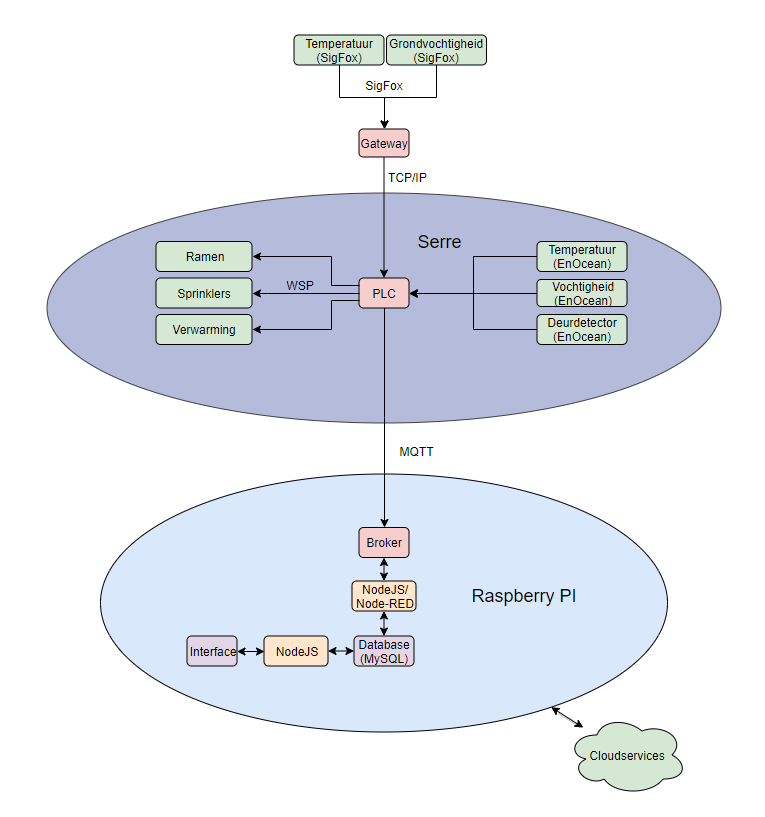 Temperatuur
(SigFox)
Grondvochtigheid
(SigFox)
SigFox
Gateway
TCP/IP
Serre
Ramen
Sprinklers
Verwarming
WSP
PLC
Temperatuur
(EnOcean)
Vochtigheid
(EnOcean)
Deurdetector
(EnOcean)
MQTT
Broker
NodeJS/
Node-RED
Raspberry PI
Interface
NodeJS
Database
(MySQL)
Cloudservices